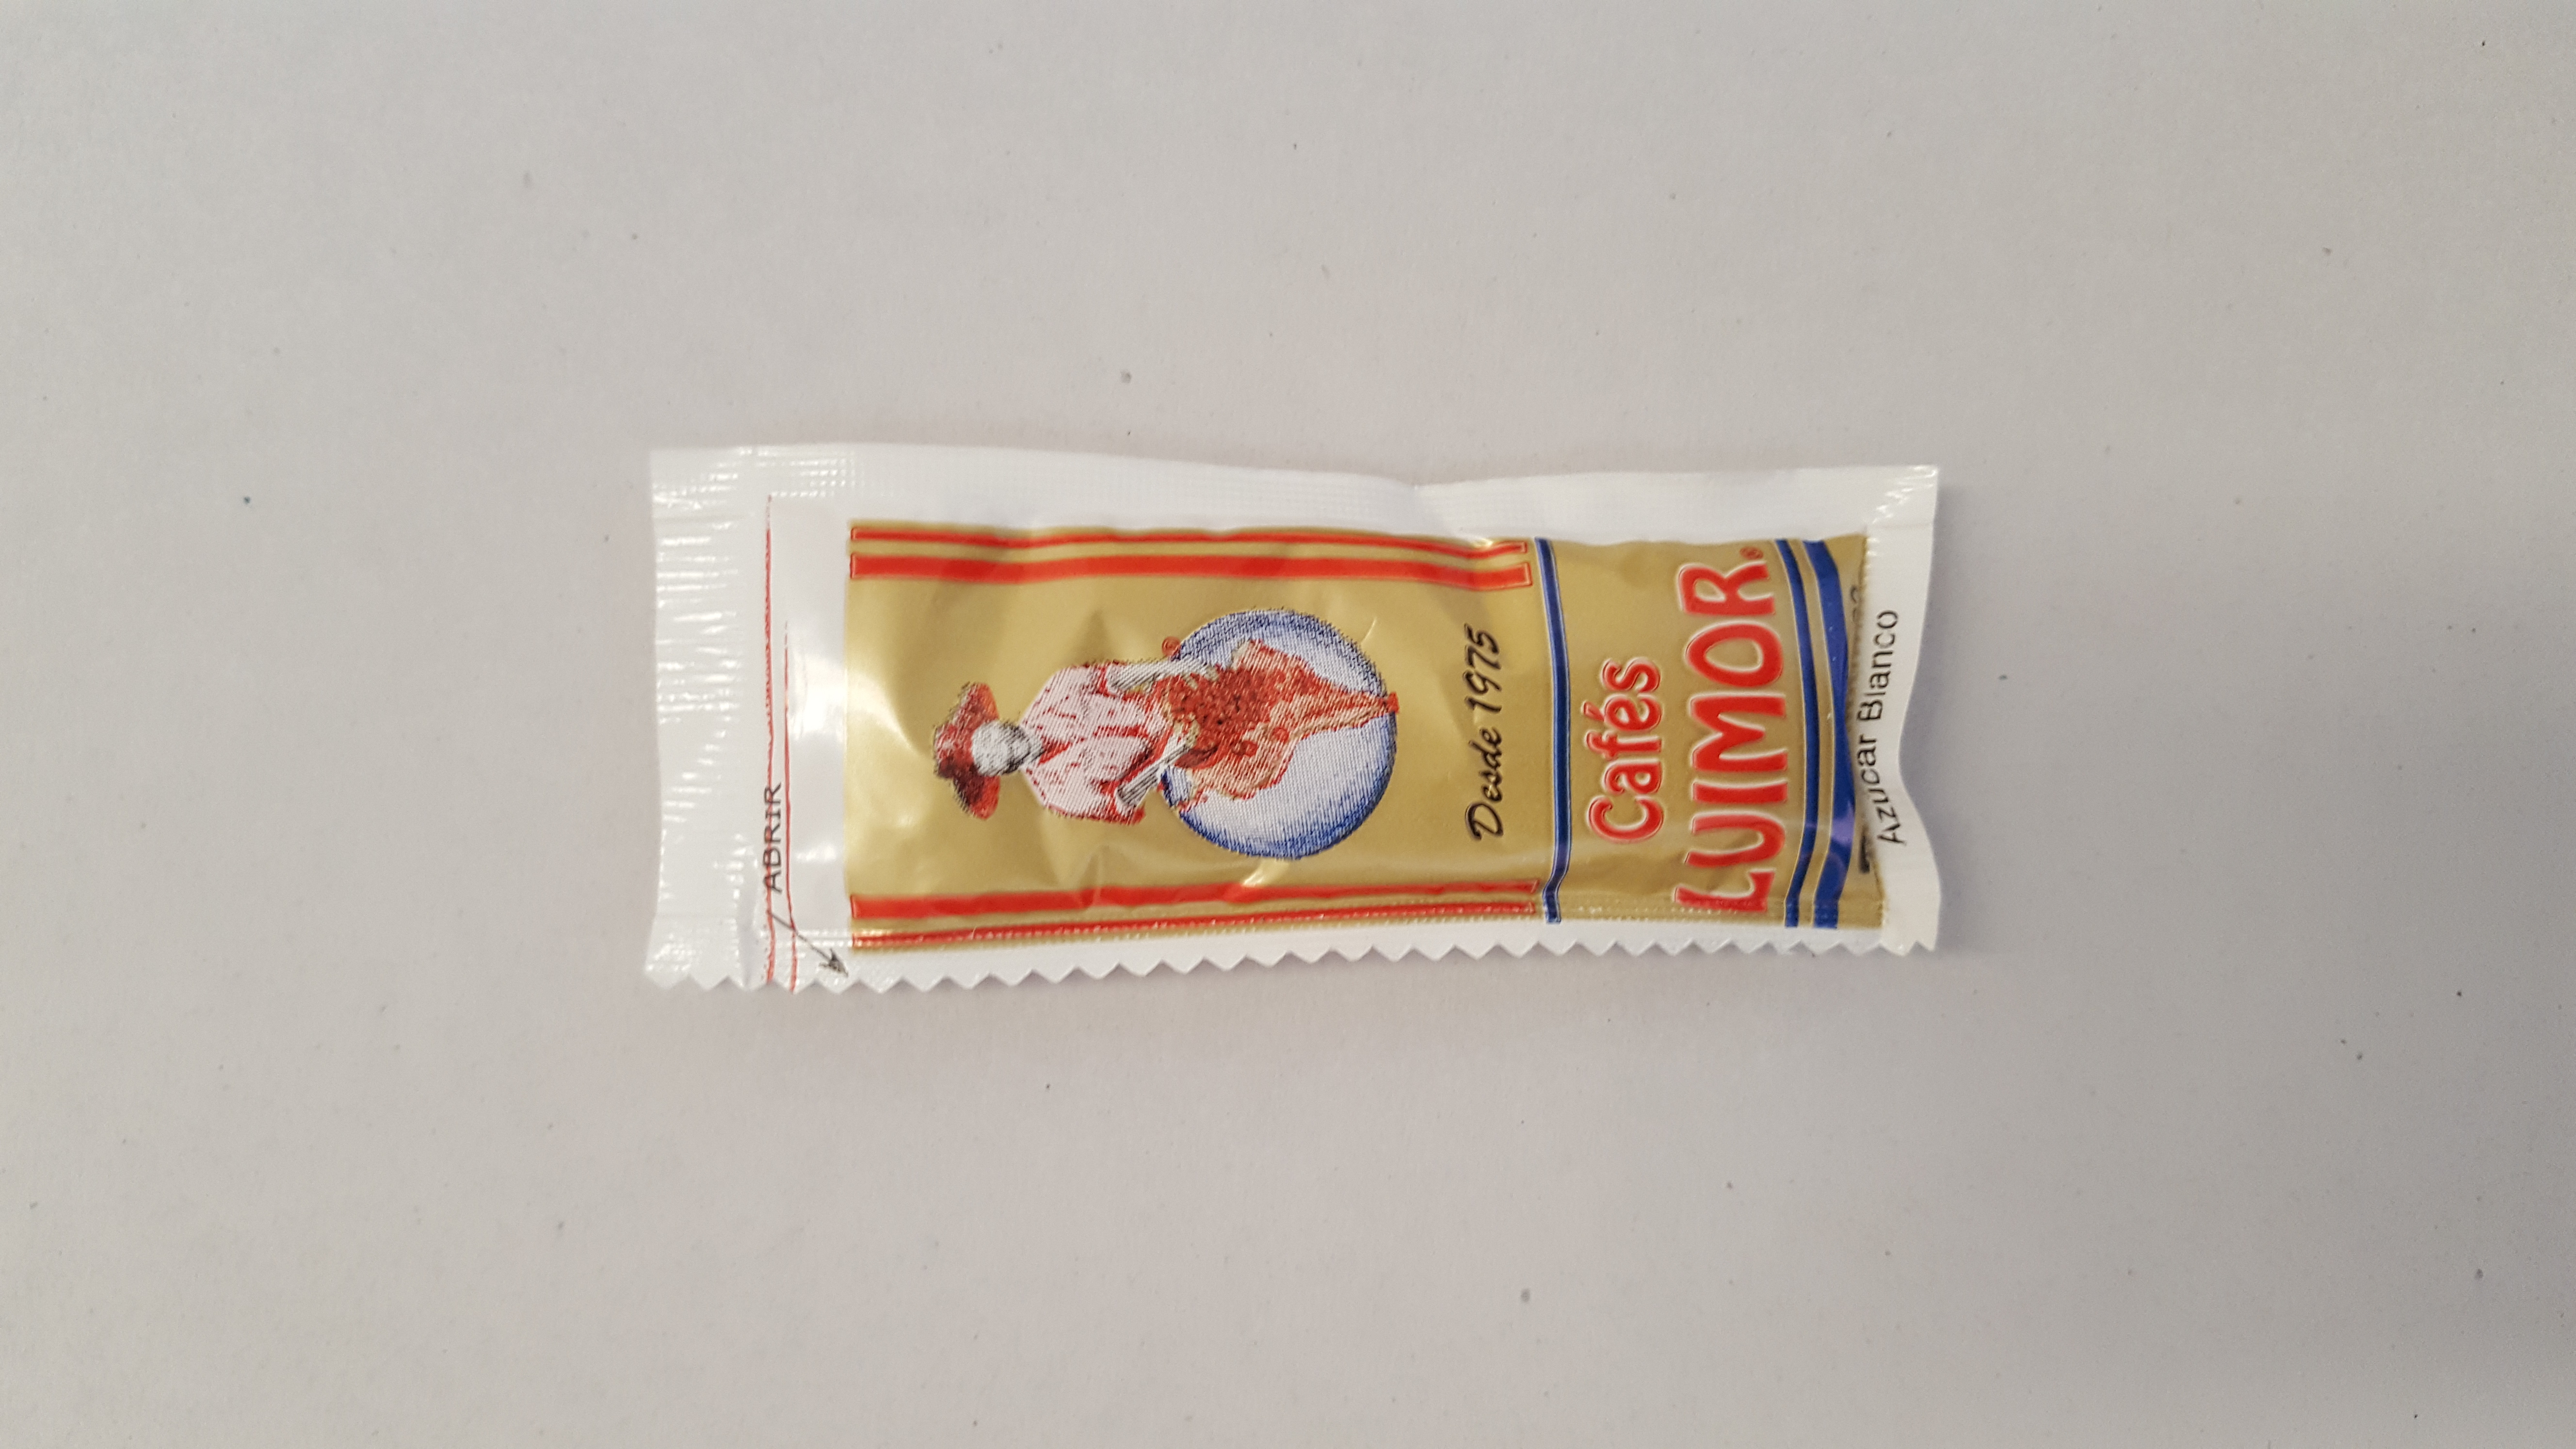 ABRIR
Desde 1975
Cafés
LUIMOR®
Azucar Blanco